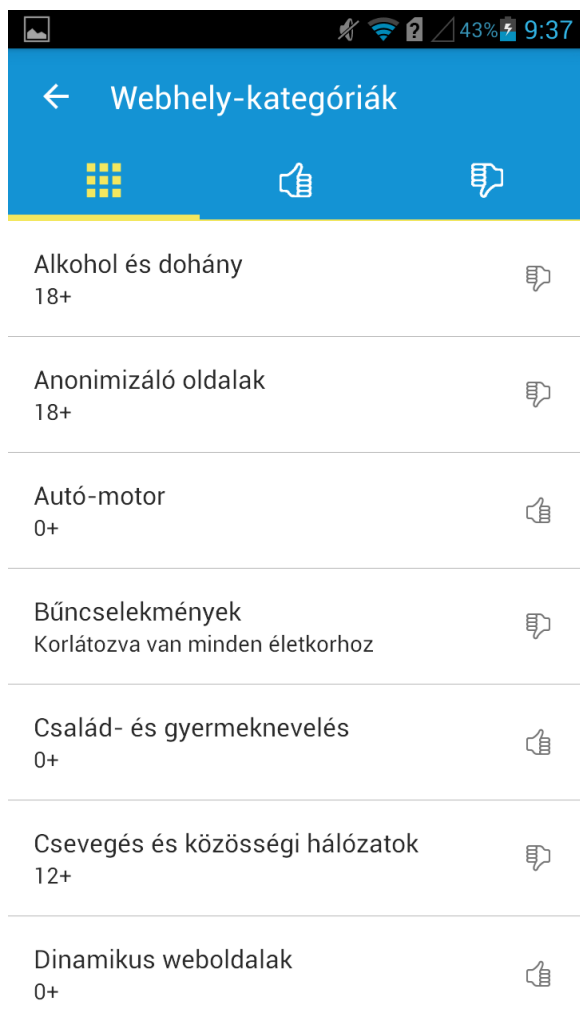 43% 9:37
Webhely-kategóriák
Alkohol és dohány
18+
Anonimizáló oldalak
18+
Autó-motor
0+
Bűncselekmények
Korlátozva van minden életkorhoz
Család- és gyermeknevelés
0+
Csevegés és közösségi hálózatok
12+
Dinamikus weboldalak
0+